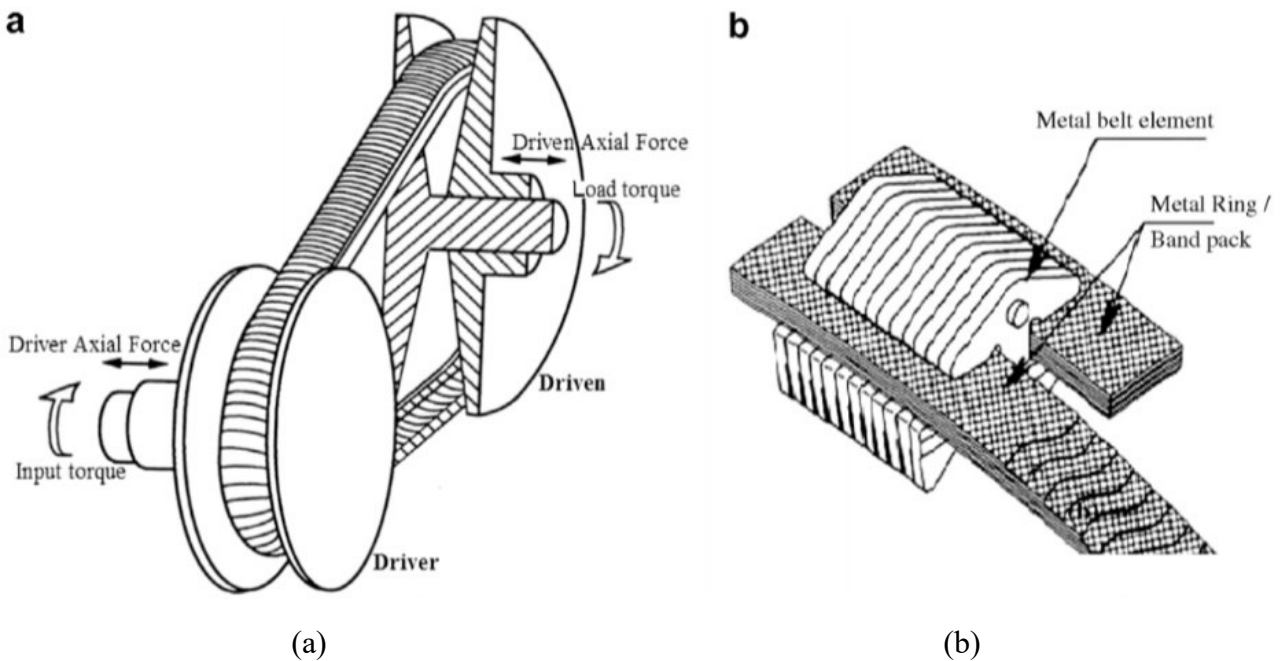 a
Driven Axial Force
Load torque
Driver Axial Force
Input torque
Driven
Driver
(a)
b
Metal belt element
Metal Ring /
Band pack
(b)